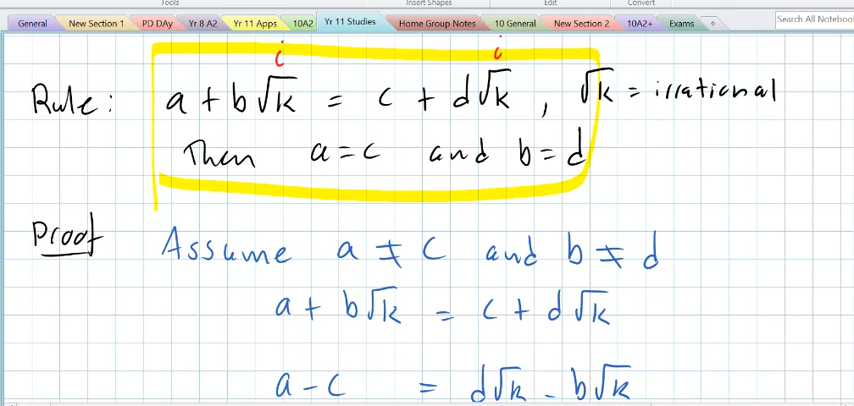 Tools Insert Shapes Edit Convert
General New Section 1 PD DAy Yr 8 A2 Yr 11 Apps 10A2 Yr 11 Studies Home Group Notes 10 General New Section 2 10A2+ Exams
Search All Notebook
i i
Rule: a + b√k = c + d√k , √k = irrational
Then a = c and b = d
Proof Assume a ≠ c and b ≠ d
a + b√k = c + d√k
a - c = d√k - b√k